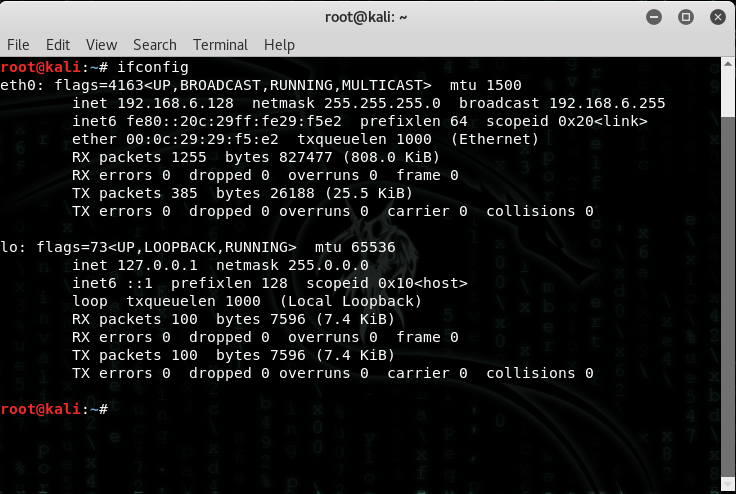 root@kali: ~
File Edit View Search Terminal Help
root@kali:~# ifconfig
eth0: flags=4163<UP,BROADCAST,RUNNING,MULTICAST>  mtu 1500
        inet 192.168.6.128  netmask 255.255.255.0  broadcast 192.168.6.255
        inet6 fe80::20c:29ff:fe29:f5e2  prefixlen 64  scopeid 0x20<link>
        ether 00:0c:29:29:f5:e2  txqueuelen 1000  (Ethernet)
        RX packets 1255  bytes 827477 (808.0 KiB)
        RX errors 0  dropped 0  overruns 0  frame 0
        TX packets 385  bytes 26188 (25.5 KiB)
        TX errors 0  dropped 0 overruns 0  carrier 0  collisions 0
lo: flags=73<UP,LOOPBACK,RUNNING>  mtu 65536
        inet 127.0.0.1  netmask 255.0.0.0
        inet6 ::1  prefixlen 128  scopeid 0x10<host>
        loop  txqueuelen 1000  (Local Loopback)
        RX packets 100  bytes 7596 (7.4 KiB)
        RX errors 0  dropped 0  overruns 0  frame 0
        TX packets 100  bytes 7596 (7.4 KiB)
        TX errors 0  dropped 0 overruns 0  carrier 0  collisions 0
root@kali:~#